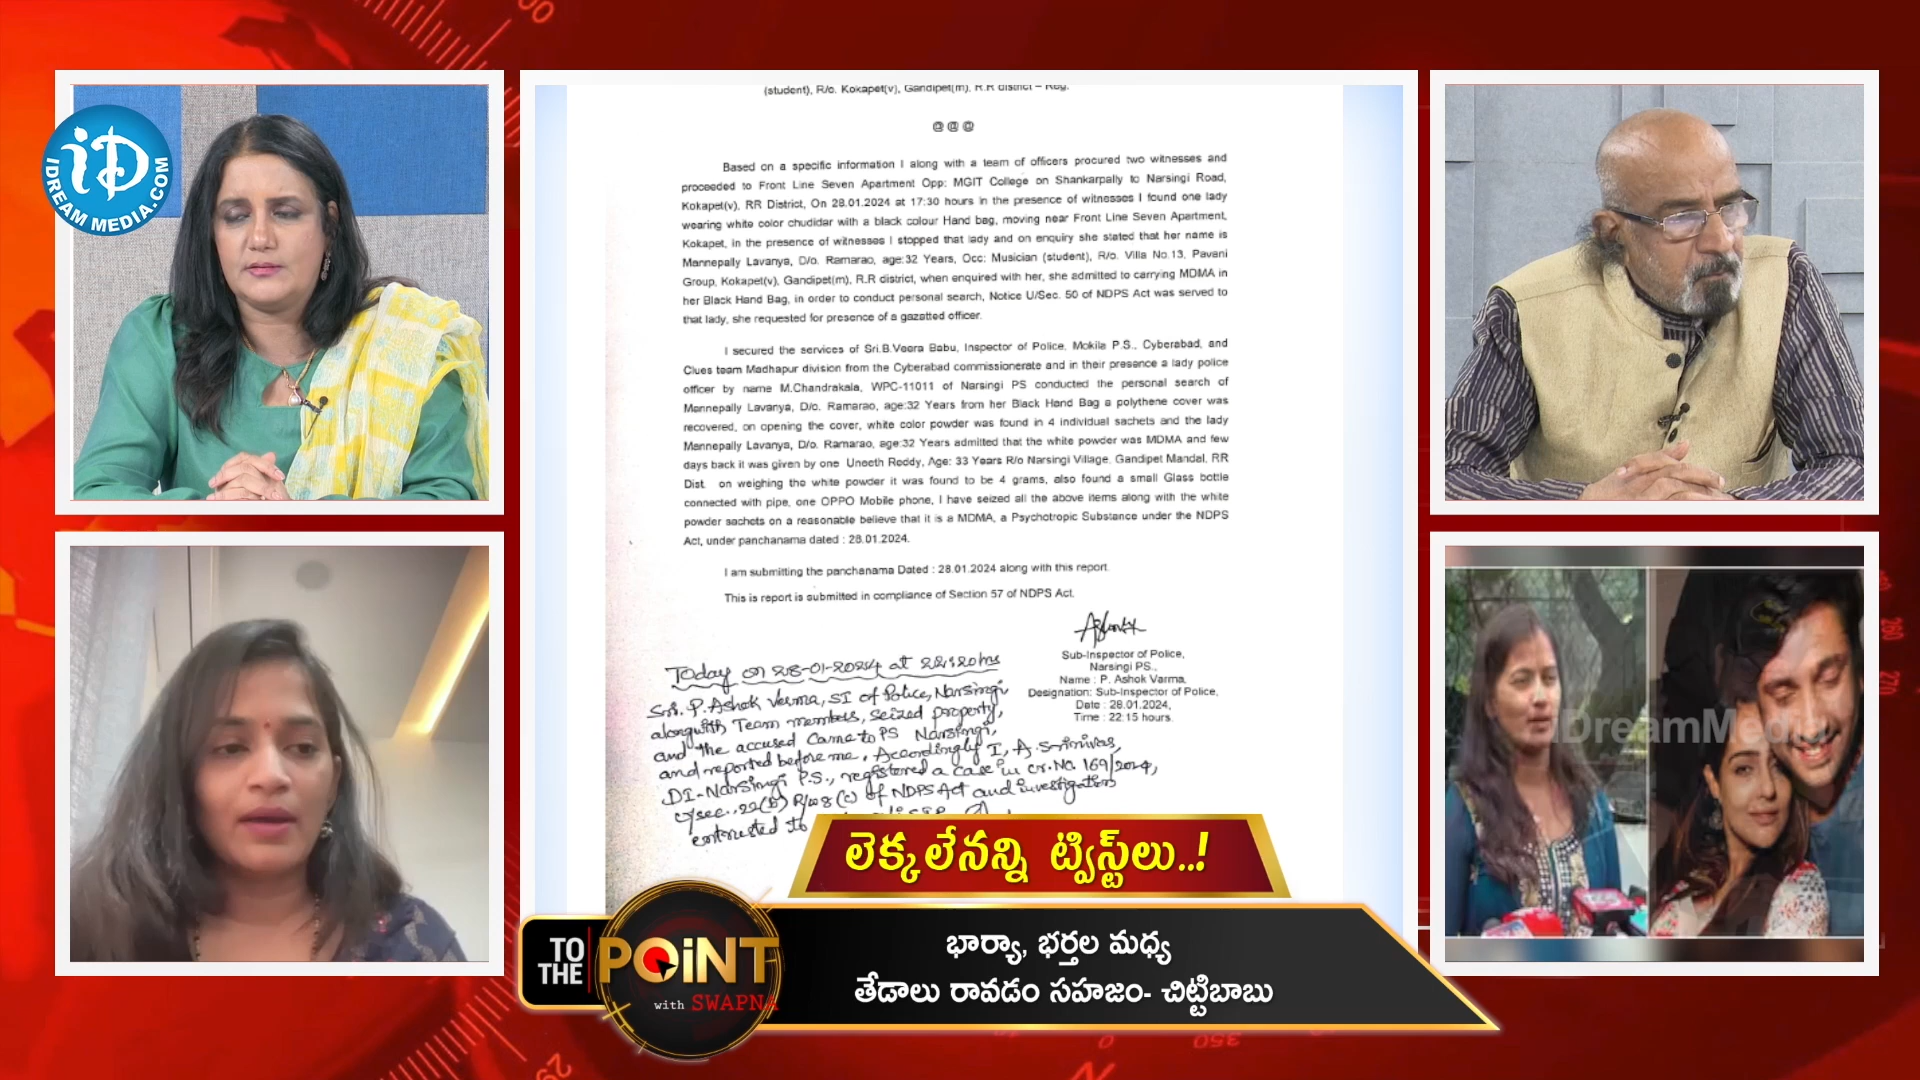 iD
IDREAM MEDIA.COM
(student), R/o. Kokapet(v), Gandipet(m), R.R district – Rog.
@@@
Based on a specific information I along with a team of officers procured two witnesses and
proceeded to Front Line Seven Apartment Opp: MGIT College on Shankarpally to Narsingi Road,
Kokapet(v), RR District, On 28.01.2024 at 17:30 hours in the presence of witnesses I found one lady
wearing white color chudidar with a black colour Hand bag, moving near Front Line Seven Apartment,
Kokapet, in the presence of witnesses I stopped that lady and on enquiry she stated that her name is
Mannepally Lavanya, D/o. Ramarao, age:32 Years, Occ: Musician (student), R/o. Villa No.13, Pavani
Group, Kokapet(v), Gandipet(m), R.R district, when enquired with her, she admitted to carrying MDMA in
her Black Hand Bag, in order to conduct personal search, Notice U/Sec. 50 of NDPS Act was served to
that lady, she requested for presence of a gazatted officer.
I secured the services of Sri.B.Veera Babu, Inspector of Police, Mokila P.S., Cyberabad, and
Clues team Madhapur division from the Cyberabad commissionerate and in their presence a lady police
officer by name M.Chandrakala, WPC-11011 of Narsingi PS conducted the personal search of
Mannepally Lavanya, D/o. Ramarao, age:32 Years from her Black Hand Bag a polythene cover was
recovered, on opening the cover, white color powder was found in 4 individual sachets and the lady
Mannepally Lavanya, D/o. Ramarao, age:32 Years admitted that the white powder was MDMA and few
days back it was given by one Uneeth Reddy, Age: 33 Years R/o Narsingi Village, Gandipet Mandal, RR
Dist. on weighing the white powder it was found to be 4 grams, also found a small Glass bottle
connected with pipe, one OPPO Mobile phone, I have seized all the above items along with the white
powder sachets on a reasonable believe that it is a MDMA, a Psychotropic Substance under the NDPS
Act, under panchanama dated : 28.01.2024.
I am submitting the panchanama Dated : 28.01.2024 along with this report.
This is report is submitted in compliance of Section 57 of NDPS Act.
Sub-Inspector of Police,
Narsingi PS.,
Name : P. Ashok Varma,
Designation: Sub-Inspector of Police,
Date : 28.01.2024,
Time : 22:15 hours.
Today on 28-01-2024 at 22:20 hrs
Sri. P. Ashok Varma, SI of Police, Narsingi
alongwith Team members, seized property,
and the accused came to PS Narsingi,
and reported before me, Accordingly I, A. Srinivas,
DI-Narsingi P.S., registered a case in cr.No. 169/2024,
u/sec. 22(b) R/w 8(c) of NDPS Act and investigation
entrusted to
iDreamMedia
లెక్కలేనన్ని ట్విస్ట్‌లు..!
TO THE POiNT
with SWAPNA
భార్యా, భర్తల మధ్య
తేడాలు రావడం సహజం- చిట్టిబాబు